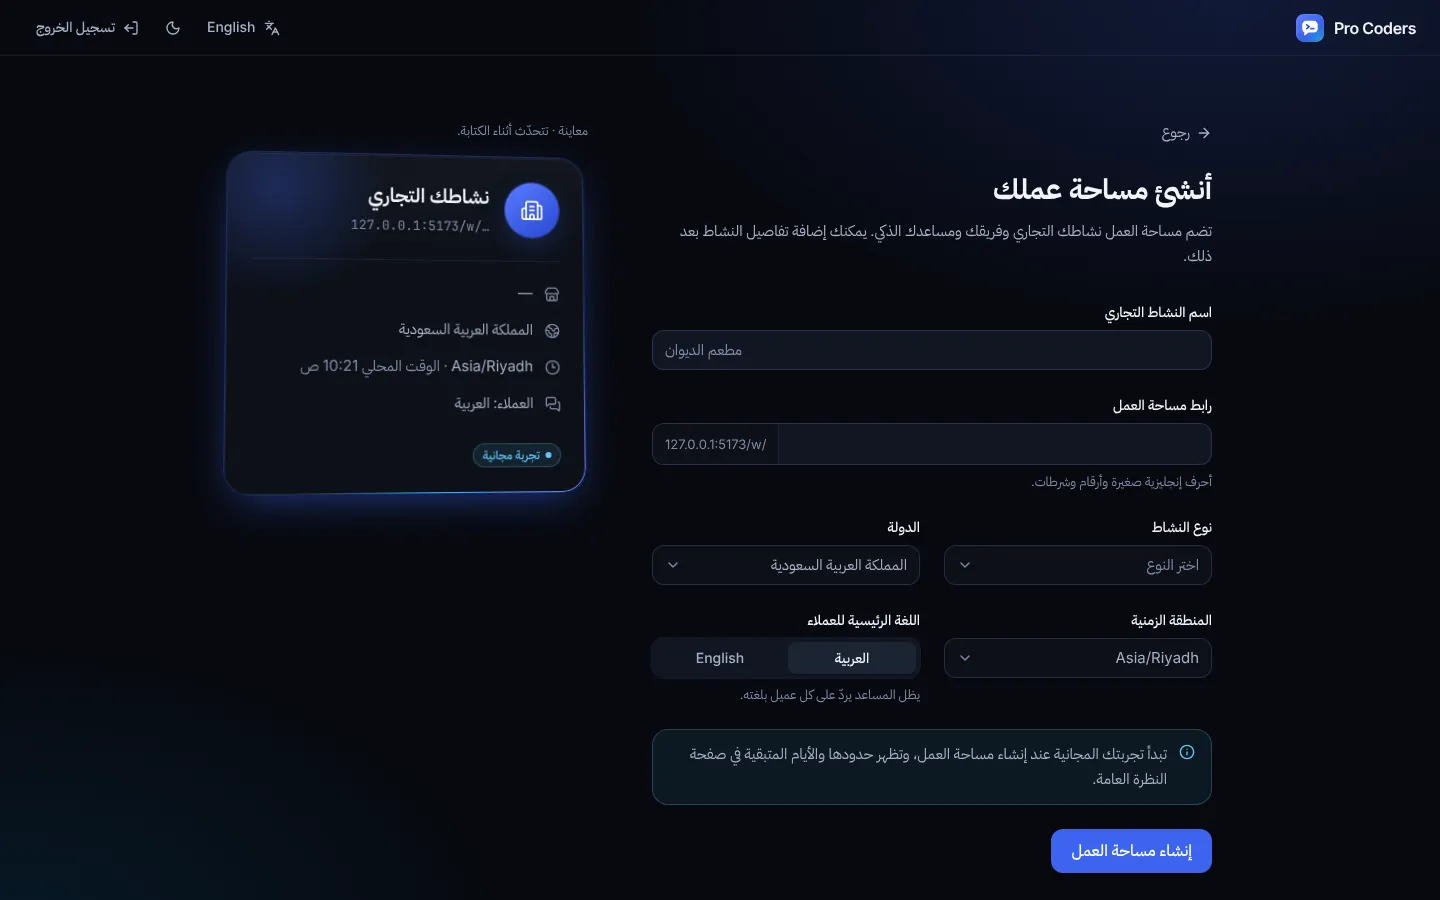 Pro Coders
English
تسجيل الخروج
رجوع
أنشئ مساحة عملك
تضم مساحة العمل نشاطك التجاري وفريقك ومساعدك الذكي. يمكنك إضافة تفاصيل النشاط بعد
ذلك.
اسم النشاط التجاري
مطعم الديوان
رابط مساحة العمل
127.0.0.1:5173/w/
أحرف إنجليزية صغيرة وأرقام وشرطات.
نوع النشاط
الدولة
اختر النوع
المملكة العربية السعودية
المنطقة الزمنية
اللغة الرئيسية للعملاء
Asia/Riyadh
العربية
English
يظل المساعد يردّ على كل عميل بلغته.
تبدأ تجربتك المجانية عند إنشاء مساحة العمل، وتظهر حدودها والأيام المتبقية في صفحة
النظرة العامة.
إنشاء مساحة العمل
معاينة · تتحدّث أثناء الكتابة.
نشاطك التجاري
127.0.0.1:5173/w/…
—
المملكة العربية السعودية
Asia/Riyadh · الوقت المحلي 10:21 ص
العملاء: العربية
تجربة مجانية